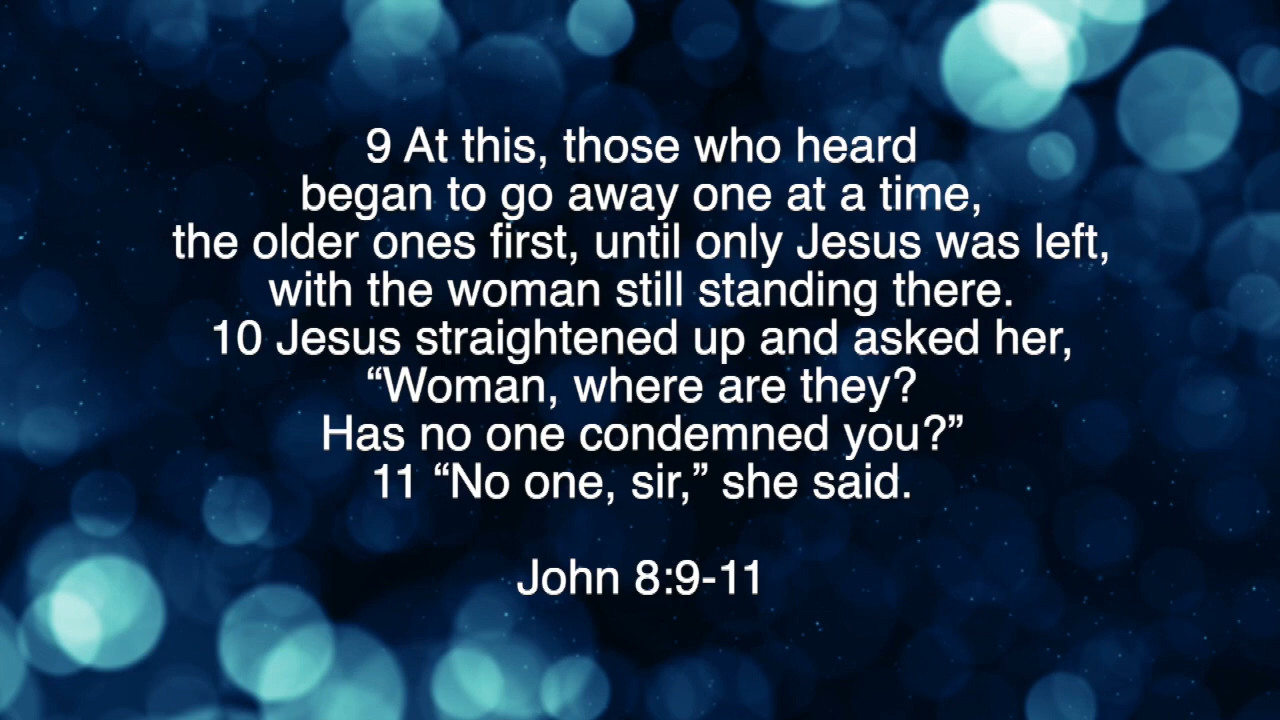 9 At this, those who heard
began to go away one at a time,
the older ones first, until only Jesus was left,
with the woman still standing there.
10 Jesus straightened up and asked her,
“Woman, where are they?
Has no one condemned you?”
11 “No one, sir,” she said.
John 8:9-11